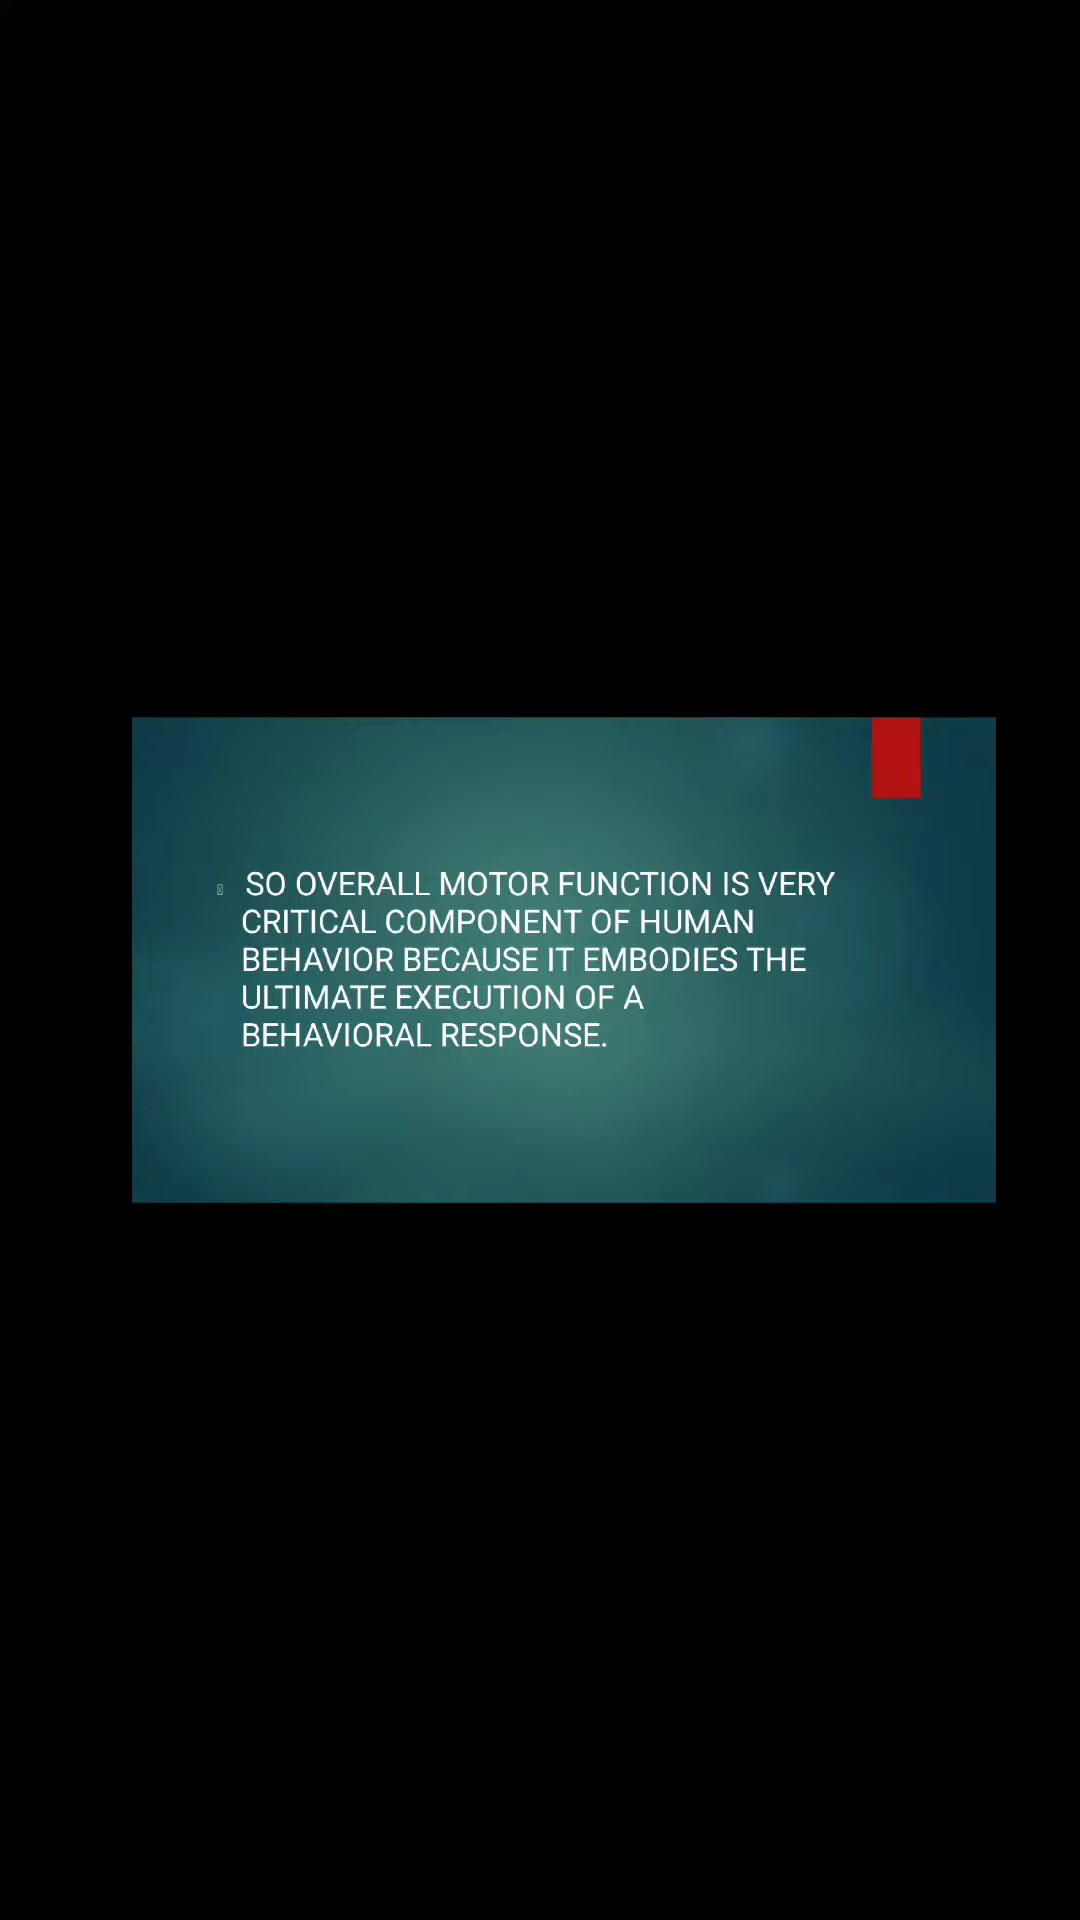 SO OVERALL MOTOR FUNCTION IS VERY
CRITICAL COMPONENT OF HUMAN
BEHAVIOR BECAUSE IT EMBODIES THE
ULTIMATE EXECUTION OF A
BEHAVIORAL RESPONSE.